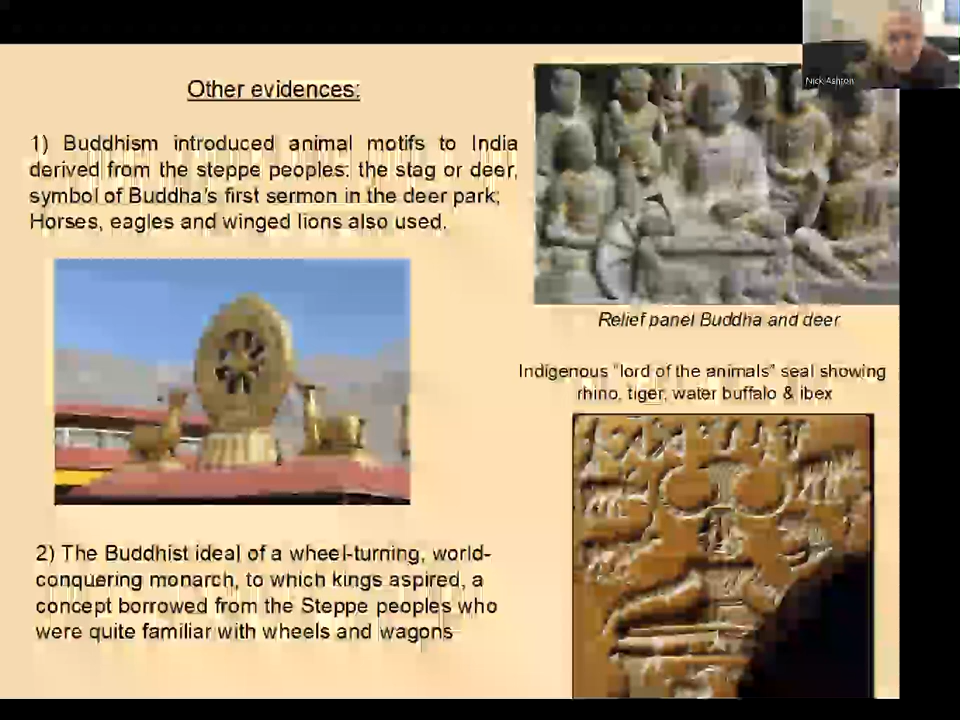 Nick Ashton
Other evidences:
1) Buddhism introduced animal motifs to India
derived from the steppe peoples: the stag or deer,
symbol of Buddha's first sermon in the deer park;
Horses, eagles and winged lions also used.
Relief panel Buddha and deer
Indigenous "lord of the animals" seal showing
rhino, tiger, water buffalo & ibex
2) The Buddhist ideal of a wheel-turning, world-
conquering monarch, to which kings aspired, a
concept borrowed from the Steppe peoples who
were quite familiar with wheels and wagons